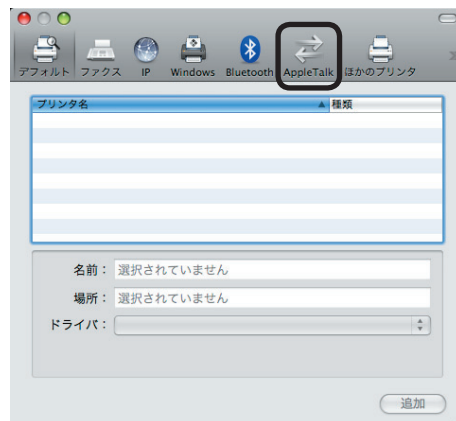 デフォルト ファクス IP Windows Bluetooth AppleTalk ほかのプリンタ
プリンタ名 種類
名前： 選択されていません
場所： 選択されていません
ドライバ：
追加